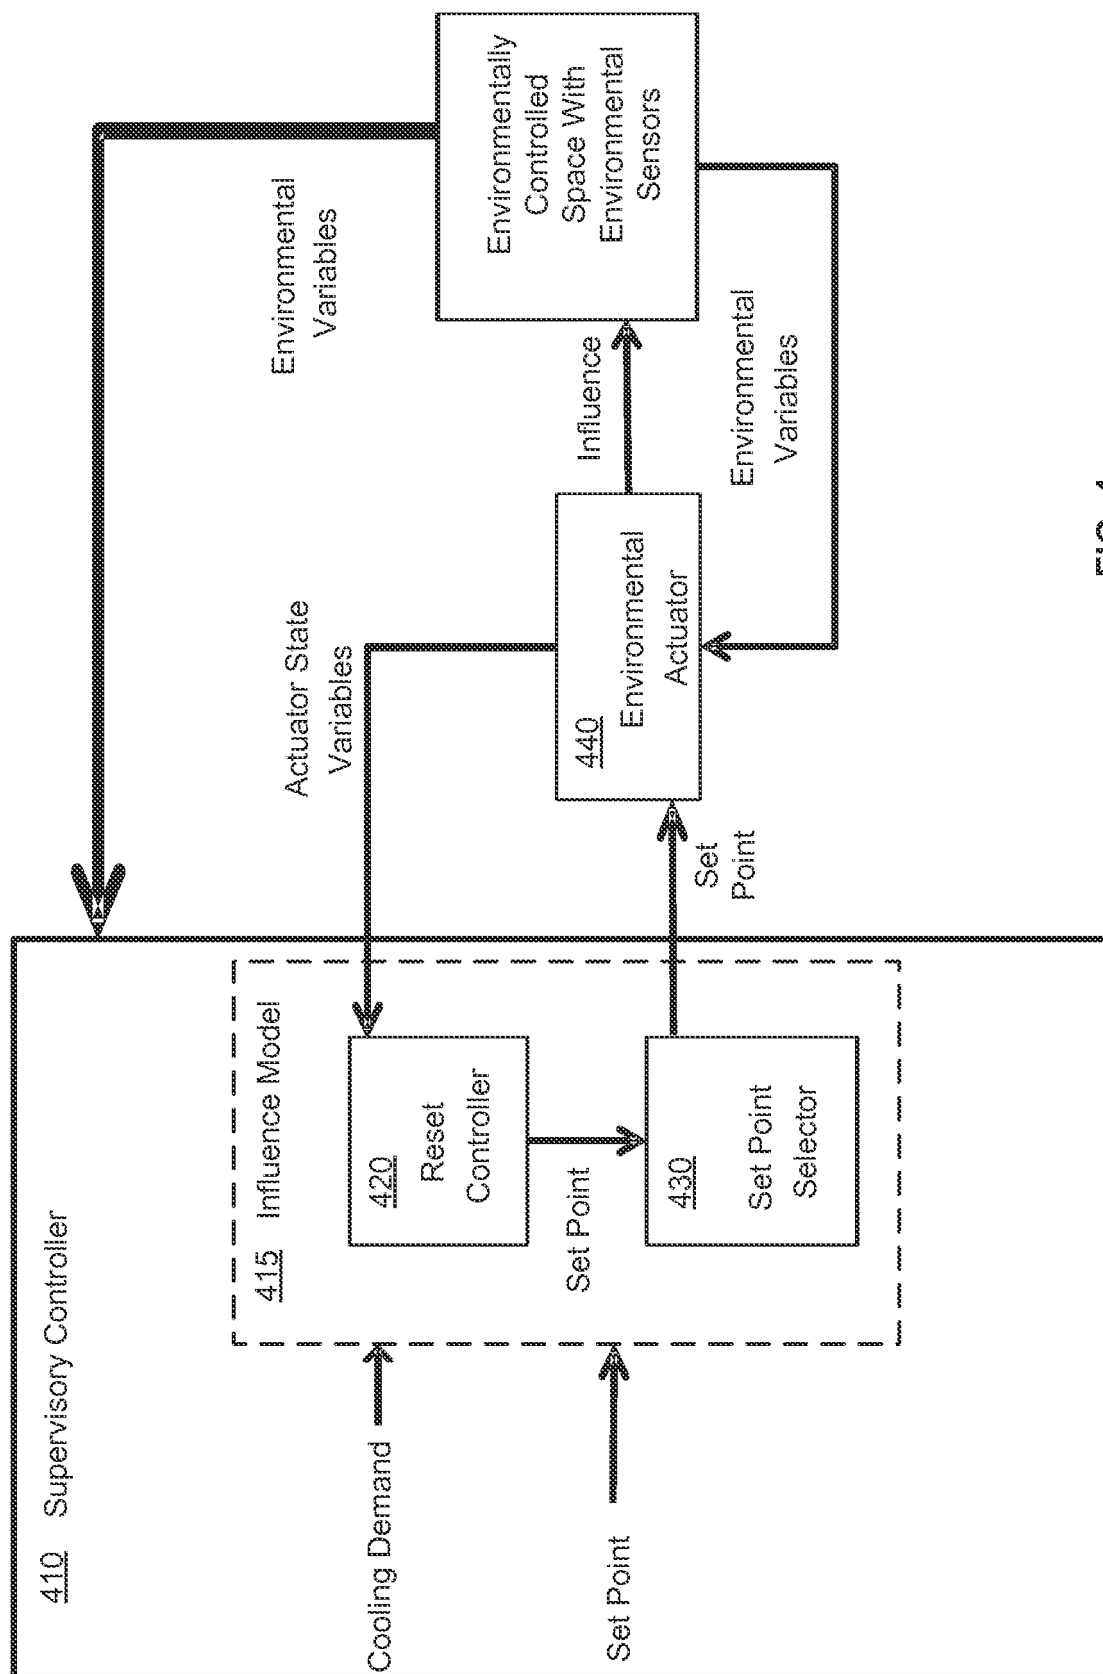 410 Supervisory Controller
Cooling Demand
Set Point
415 Influence Model
420
Reset
Controller
Set Point
430
Set Point
Selector
Actuator State
Variables
Set
Point
440
Environmental
Actuator
Influence
Environmental
Variables
Environmentally
Controlled
Space With
Environmental
Sensors
Environmental
Variables